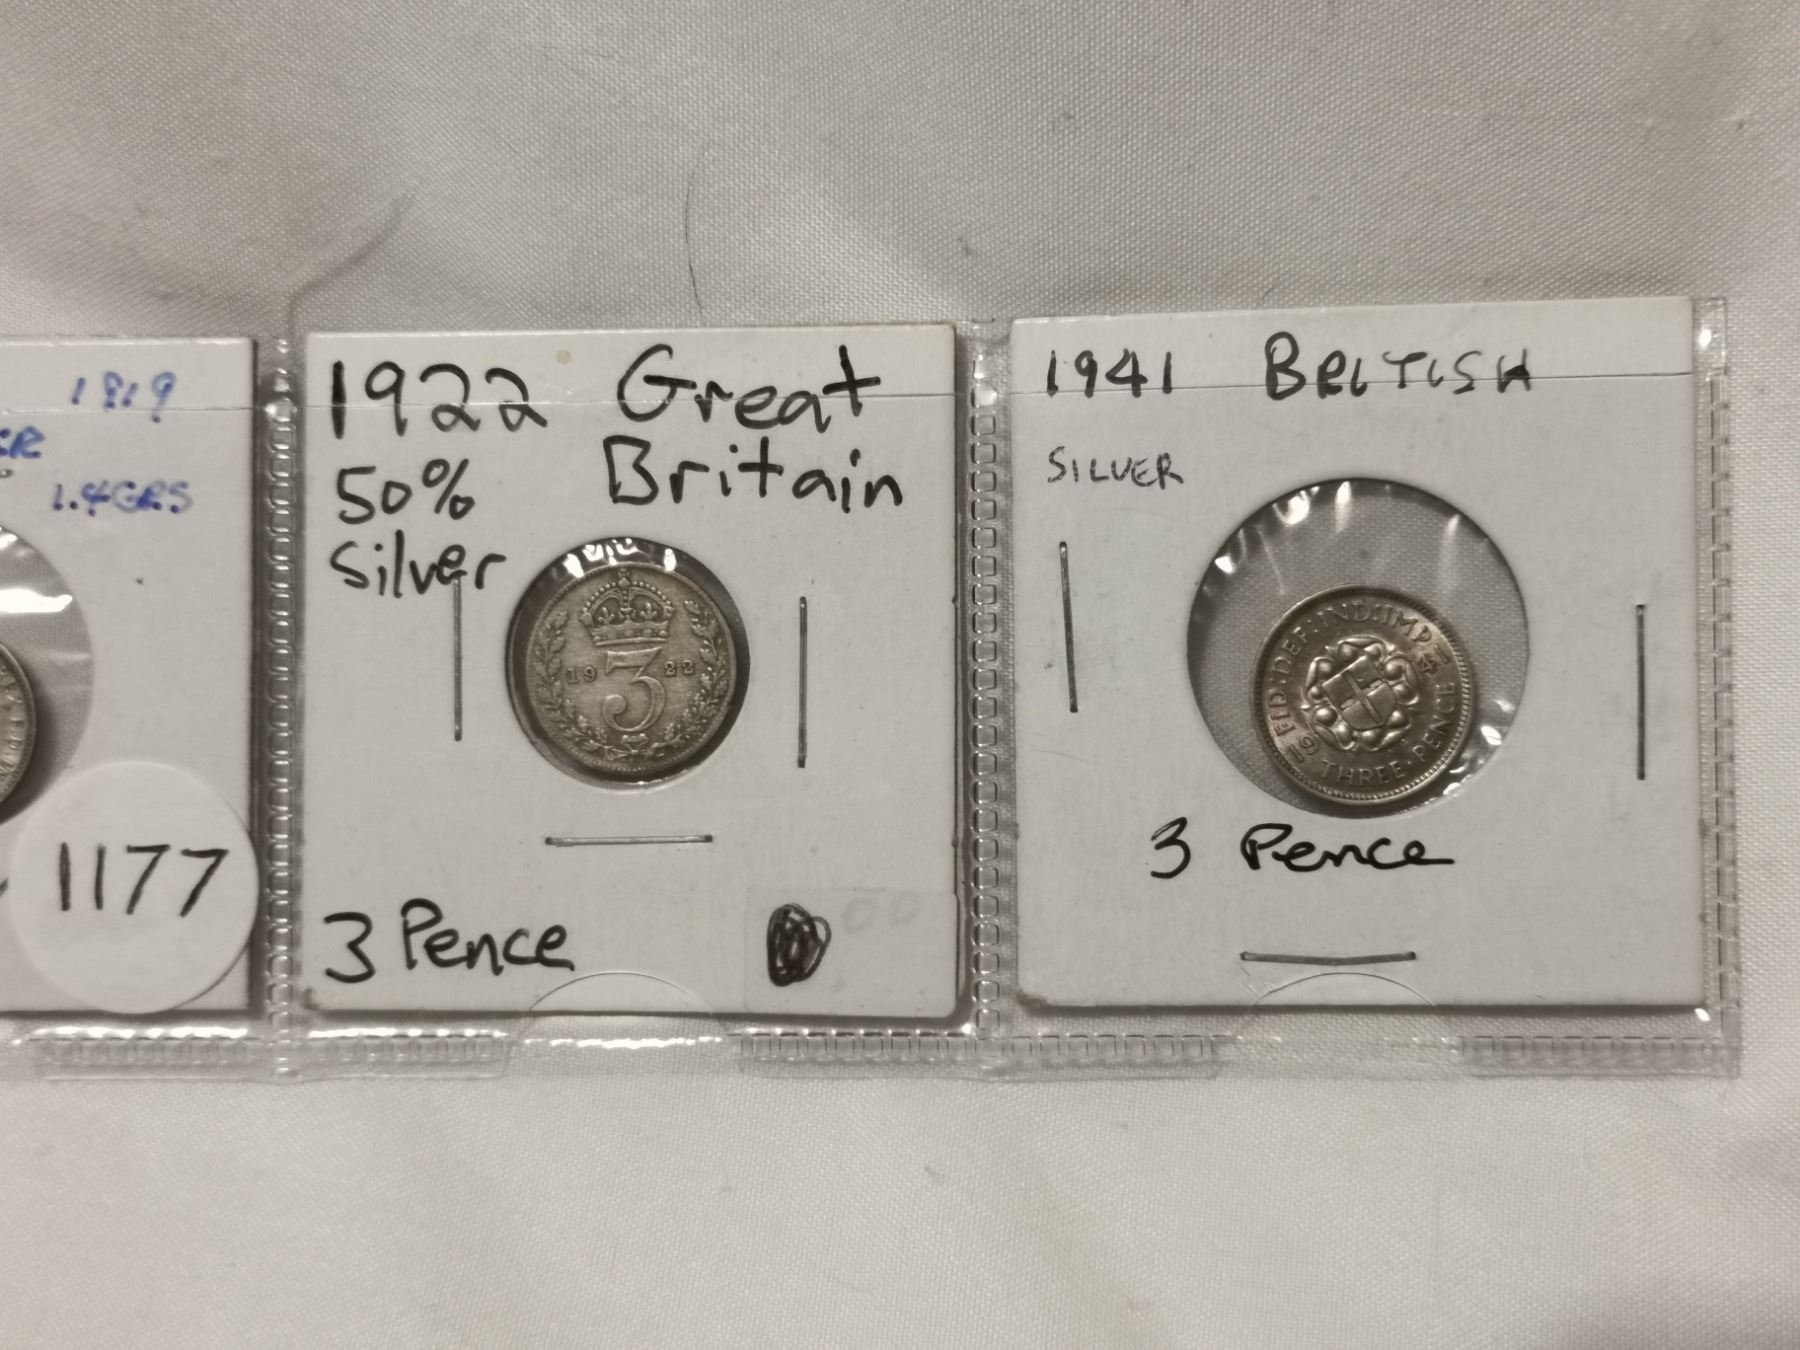 1819
1.4GRS
1177
1922 Great
Britain
50%
Silver
19 3 22
3 Pence
1941 BRITISH
SILVER
FID:DEF:IND:IMP
19 41
THREE·PENCE
3 Pence